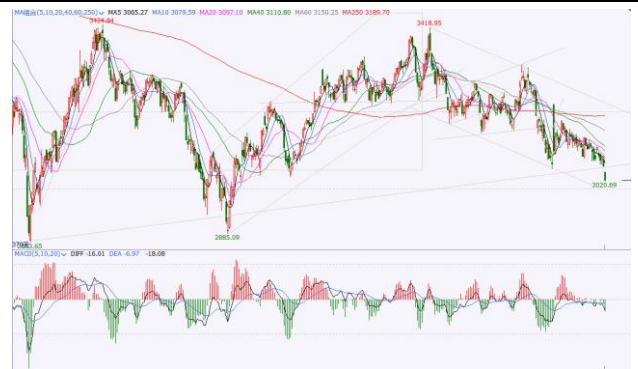 MA组合(5,10,20,40,60,250) MA5 3065.27 MA10 3079.59 MA20 3097.10 MA40 3110.80 MA60 3150.25 MA250 3189.70
3424.84 3418.95
3020.69
2885.09
MACD(5,10,20) DIFF -16.01 DEA -6.97 -18.08